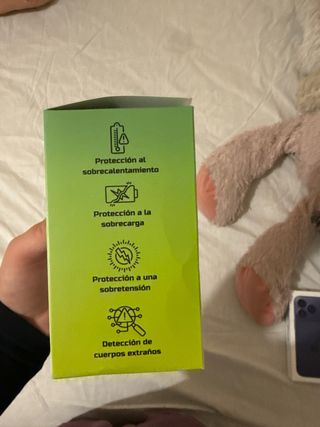 Protección al
sobrecalentamiento
Protección a la
sobrecarga
Protección a una
sobretensión
Detección de
cuerpos extraños